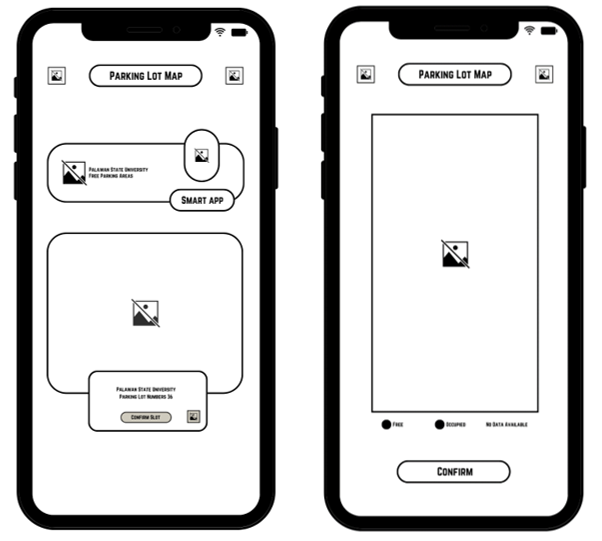 Parking Lot Map
Palawan State University
Free Parking Areas
Smart app
Palawan State University
Parking Lot Numbers 36
Confirm Slot
Parking Lot Map
Free
Occupied
No Data Available
Confirm